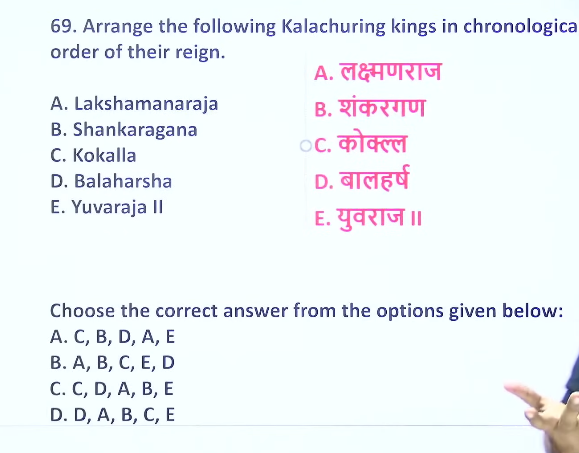 69. Arrange the following Kalachuring kings in chronologica
order of their reign.
A. Lakshamanaraja
B. Shankaragana
C. Kokalla
D. Balaharsha
E. Yuvaraja II
A. लक्ष्मणराज
B. शंकरगण
C. कोक्ल्ल
D. बालहर्ष
E. युवराज II
Choose the correct answer from the options given below:
A. C, B, D, A, E
B. A, B, C, E, D
C. C, D, A, B, E
D. D, A, B, C, E